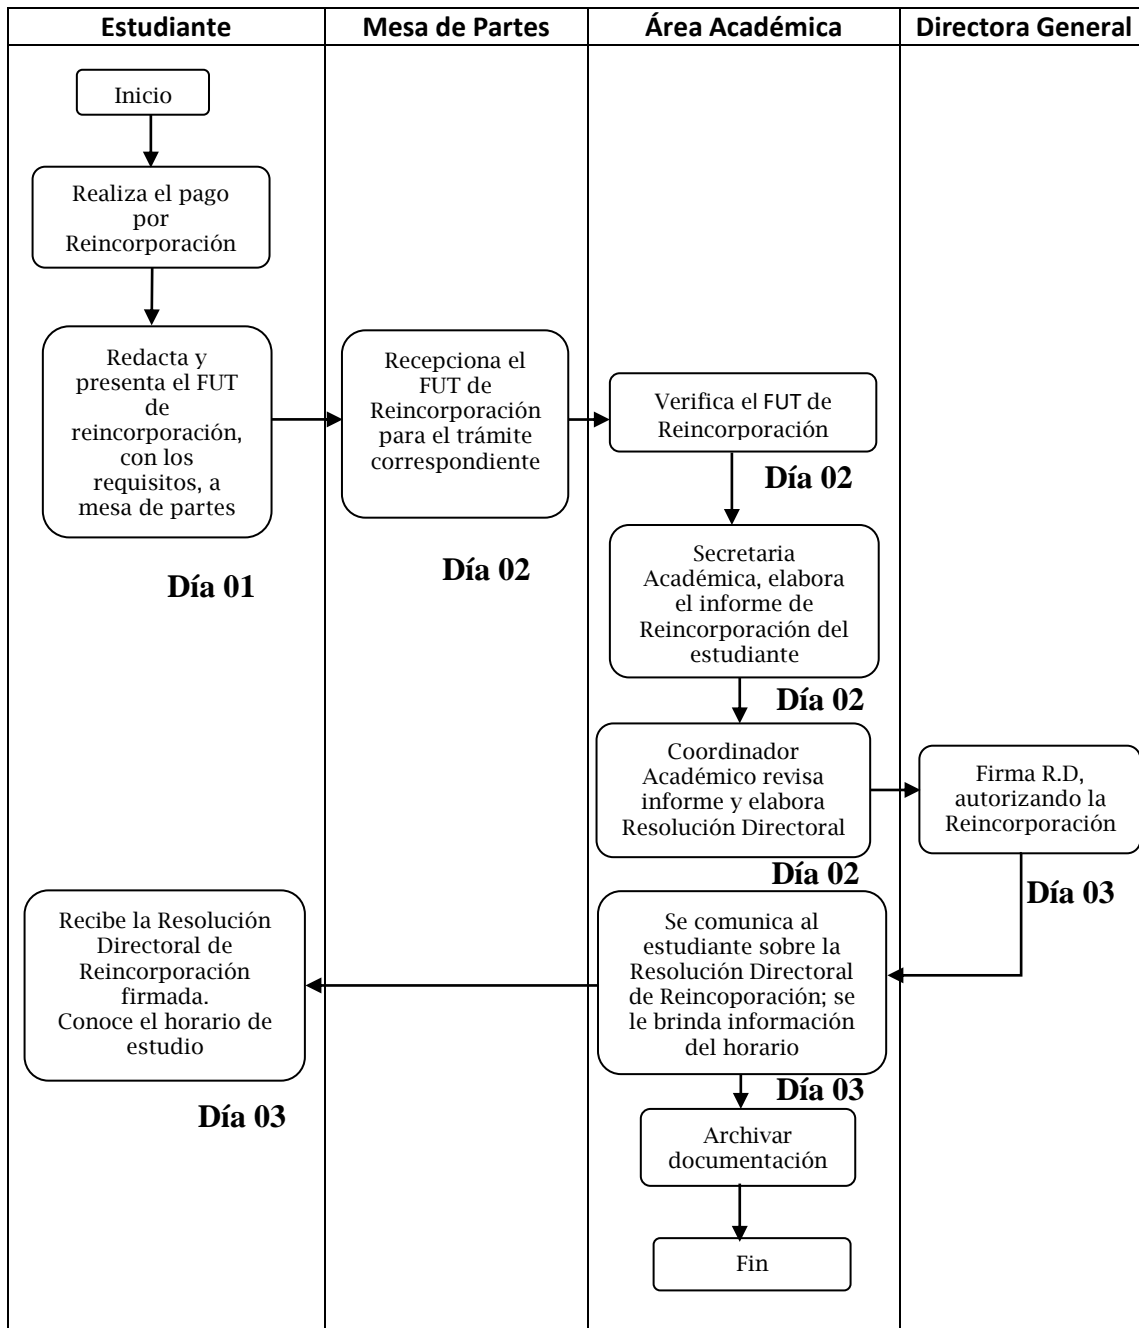 Estudiante
Mesa de Partes
Área Académica
Directora General
Inicio
Realiza el pago
por
Reincorporación
Redacta y
presenta el FUT
de
reincorporación,
con los
requisitos, a
mesa de partes
Día 01
Recepciona el
FUT de
Reincorporación
para el trámite
correspondiente
Día 02
Verifica el FUT de
Reincorporación
Día 02
Secretaria
Académica, elabora
el informe de
Reincorporación del
estudiante
Día 02
Coordinador
Académico revisa
informe y elabora
Resolución Directoral
Día 02
Firma R.D,
autorizando la
Reincorporación
Día 03
Se comunica al
estudiante sobre la
Resolución Directoral
de Reincoporación; se
le brinda información
del horario
Día 03
Recibe la Resolución
Directoral de
Reincorporación
firmada.
Conoce el horario de
estudio
Día 03
Archivar
documentación
Fin